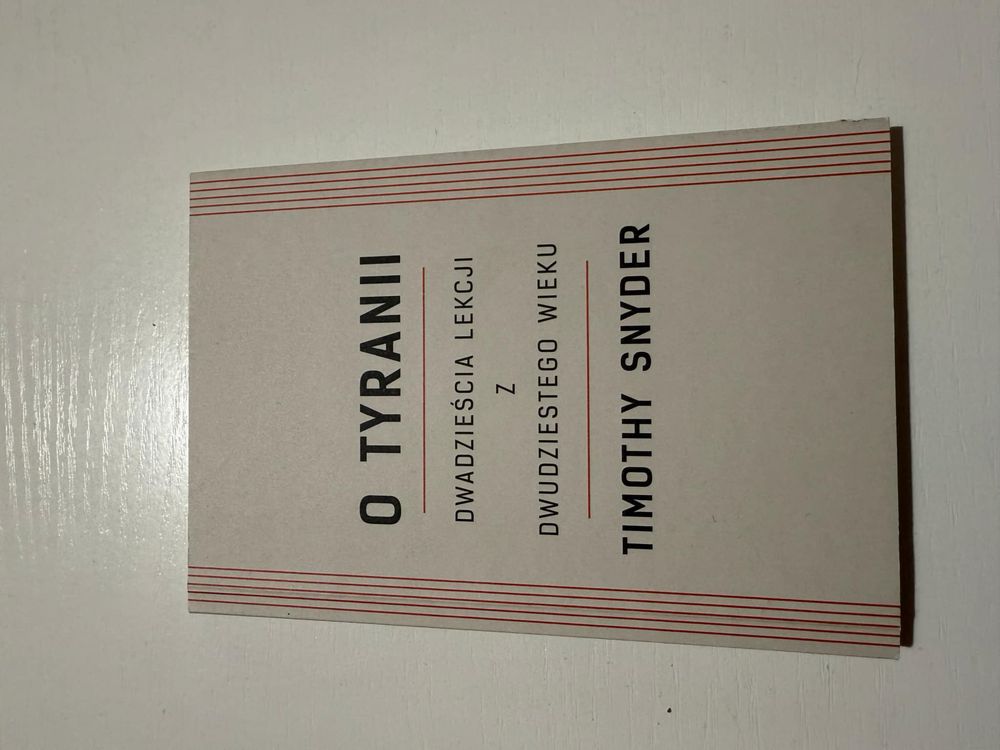 O TYRANII
DWADZIEŚCIA LEKCJI
Z
DWUDZIESTEGO WIEKU
TIMOTHY SNYDER